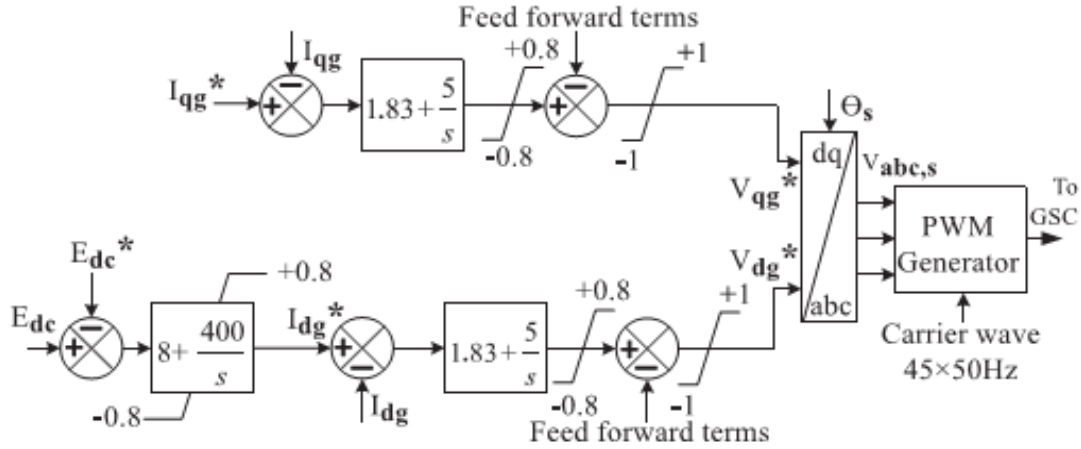 Feed forward terms
+0.8
+1
Iqg
Iqg*
1.83+ 5/s
-0.8
-1
Θs
dq
Vabc,s
Vqg*
To
GSC
PWM
Generator
Edc*
+0.8
Vdg*
+0.8
+1
Edc
Idg*
8+ 400/s
1.83+ 5/s
abc
Carrier wave
45×50Hz
-0.8
Idg
-0.8
-1
Feed forward terms